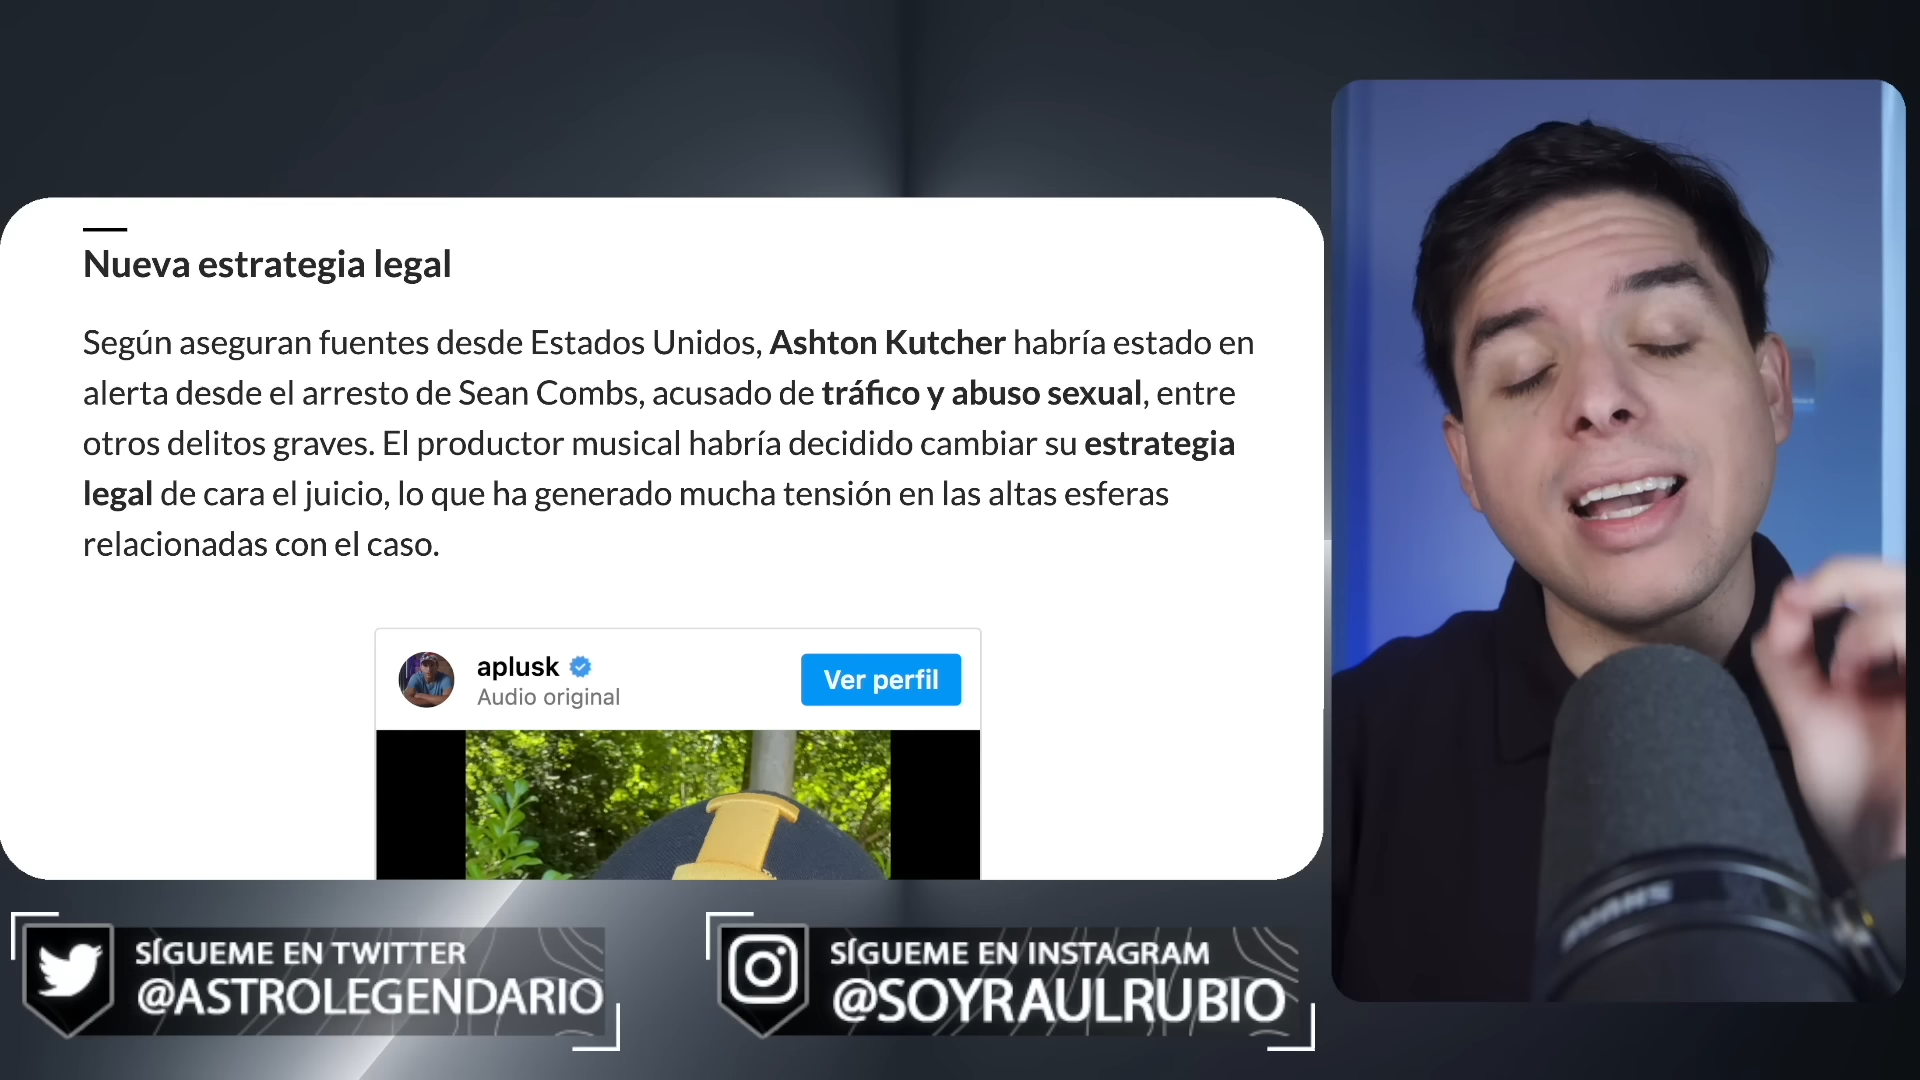 Nueva estrategia legal
Según aseguran fuentes desde Estados Unidos, Ashton Kutcher habría estado en
alerta desde el arresto de Sean Combs, acusado de tráfico y abuso sexual, entre
otros delitos graves. El productor musical habría decidido cambiar su estrategia
legal de cara el juicio, lo que ha generado mucha tensión en las altas esferas
relacionadas con el caso.
aplusk
Audio original
Ver perfil
SÍGUEME EN TWITTER
@ASTROLEGENDARIO
SÍGUEME EN INSTAGRAM
@SOYRAULRUBIO